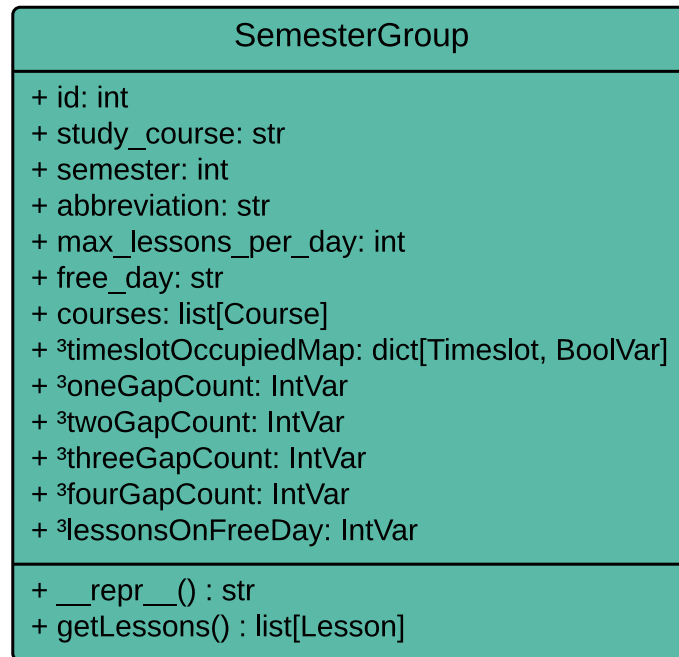 SemesterGroup
+ id: int
+ study_course: str
+ semester: int
+ abbreviation: str
+ max_lessons_per_day: int
+ free_day: str
+ courses: list[Course]
+ ³timeslotOccupiedMap: dict[Timeslot, BoolVar]
+ ³oneGapCount: IntVar
+ ³twoGapCount: IntVar
+ ³threeGapCount: IntVar
+ ³fourGapCount: IntVar
+ ³lessonsOnFreeDay: IntVar
+ __repr__() : str
+ getLessons() : list[Lesson]